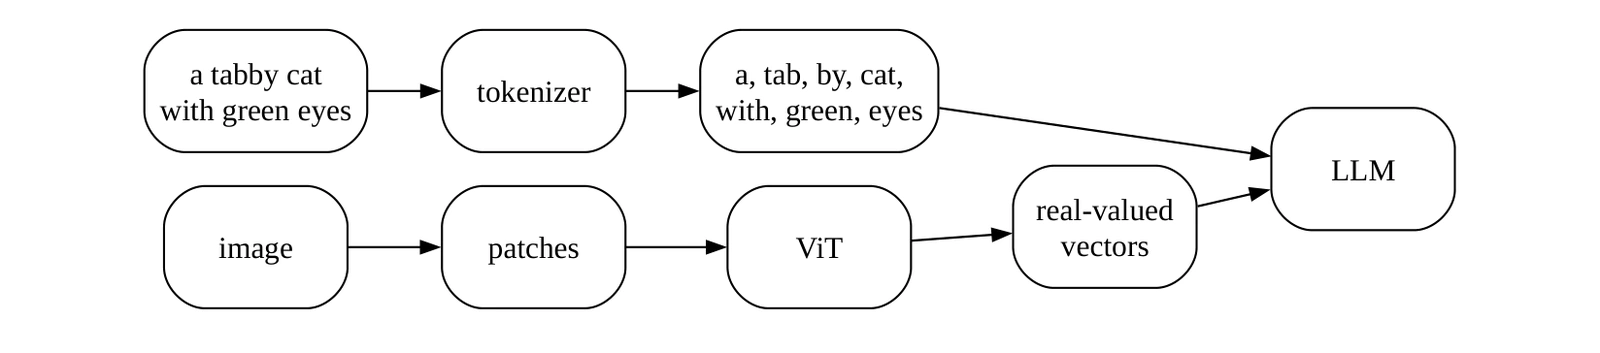 a tabby cat
with green eyes
tokenizer
a, tab, by, cat,
with, green, eyes
LLM
image
patches
ViT
real-valued
vectors